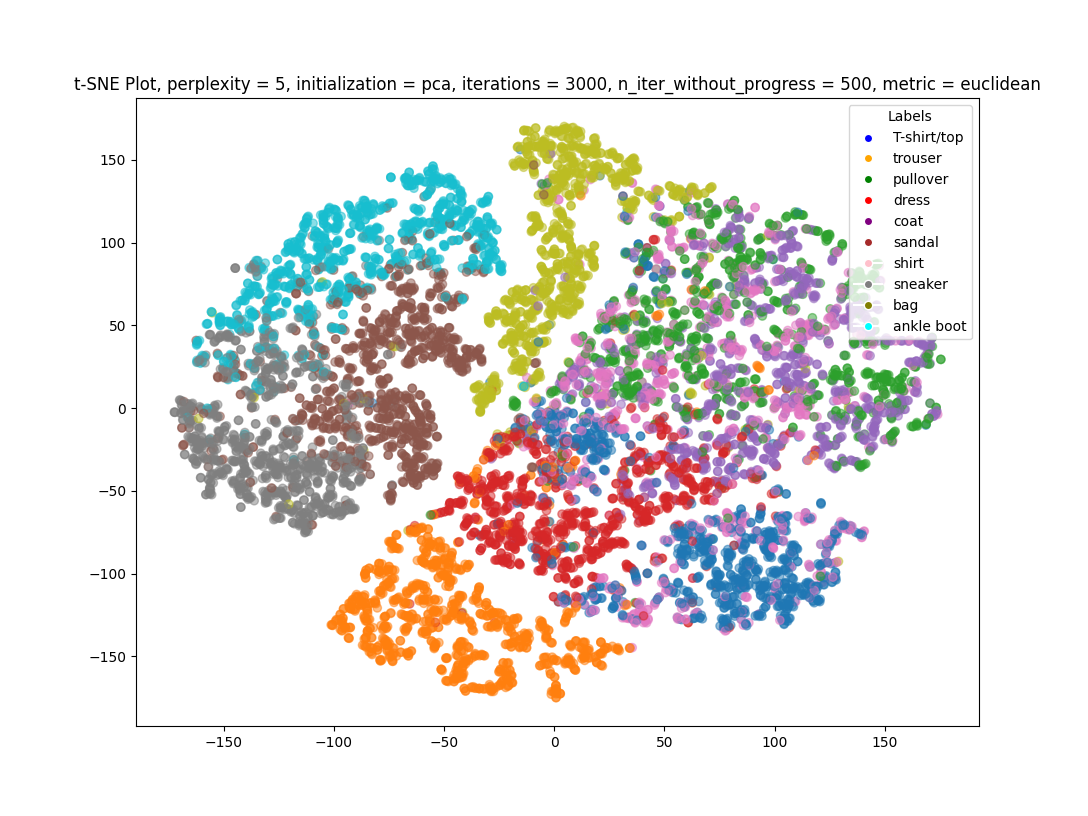 t-SNE Plot, perplexity = 5, initialization = pca, iterations = 3000, n_iter_without_progress = 500, metric = euclidean
Labels
T-shirt/top
trouser
pullover
dress
coat
sandal
shirt
sneaker
bag
ankle boot
150
100
50
0
−50
−100
−150
−150 −100 −50 0 50 100 150